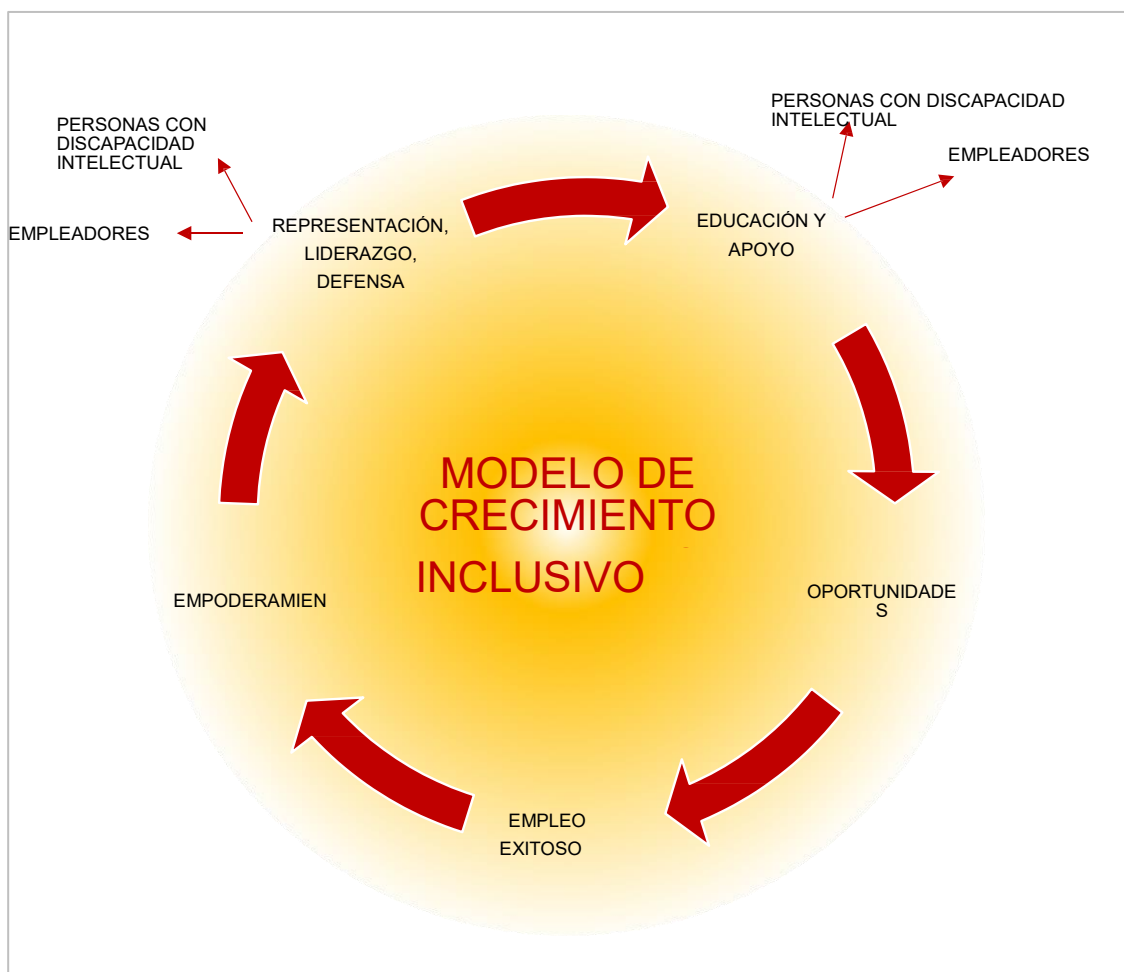 PERSONAS CON DISCAPACIDAD
INTELECTUAL
EMPLEADORES
PERSONAS CON
DISCAPACIDAD
INTELECTUAL
EMPLEADORES
REPRESENTACIÓN,
LIDERAZGO,
DEFENSA
EDUCACIÓN Y
APOYO
MODELO DE
CRECIMIENTO
INCLUSIVO
OPORTUNIDADE
S
EMPODERAMIEN
EMPLEO
EXITOSO